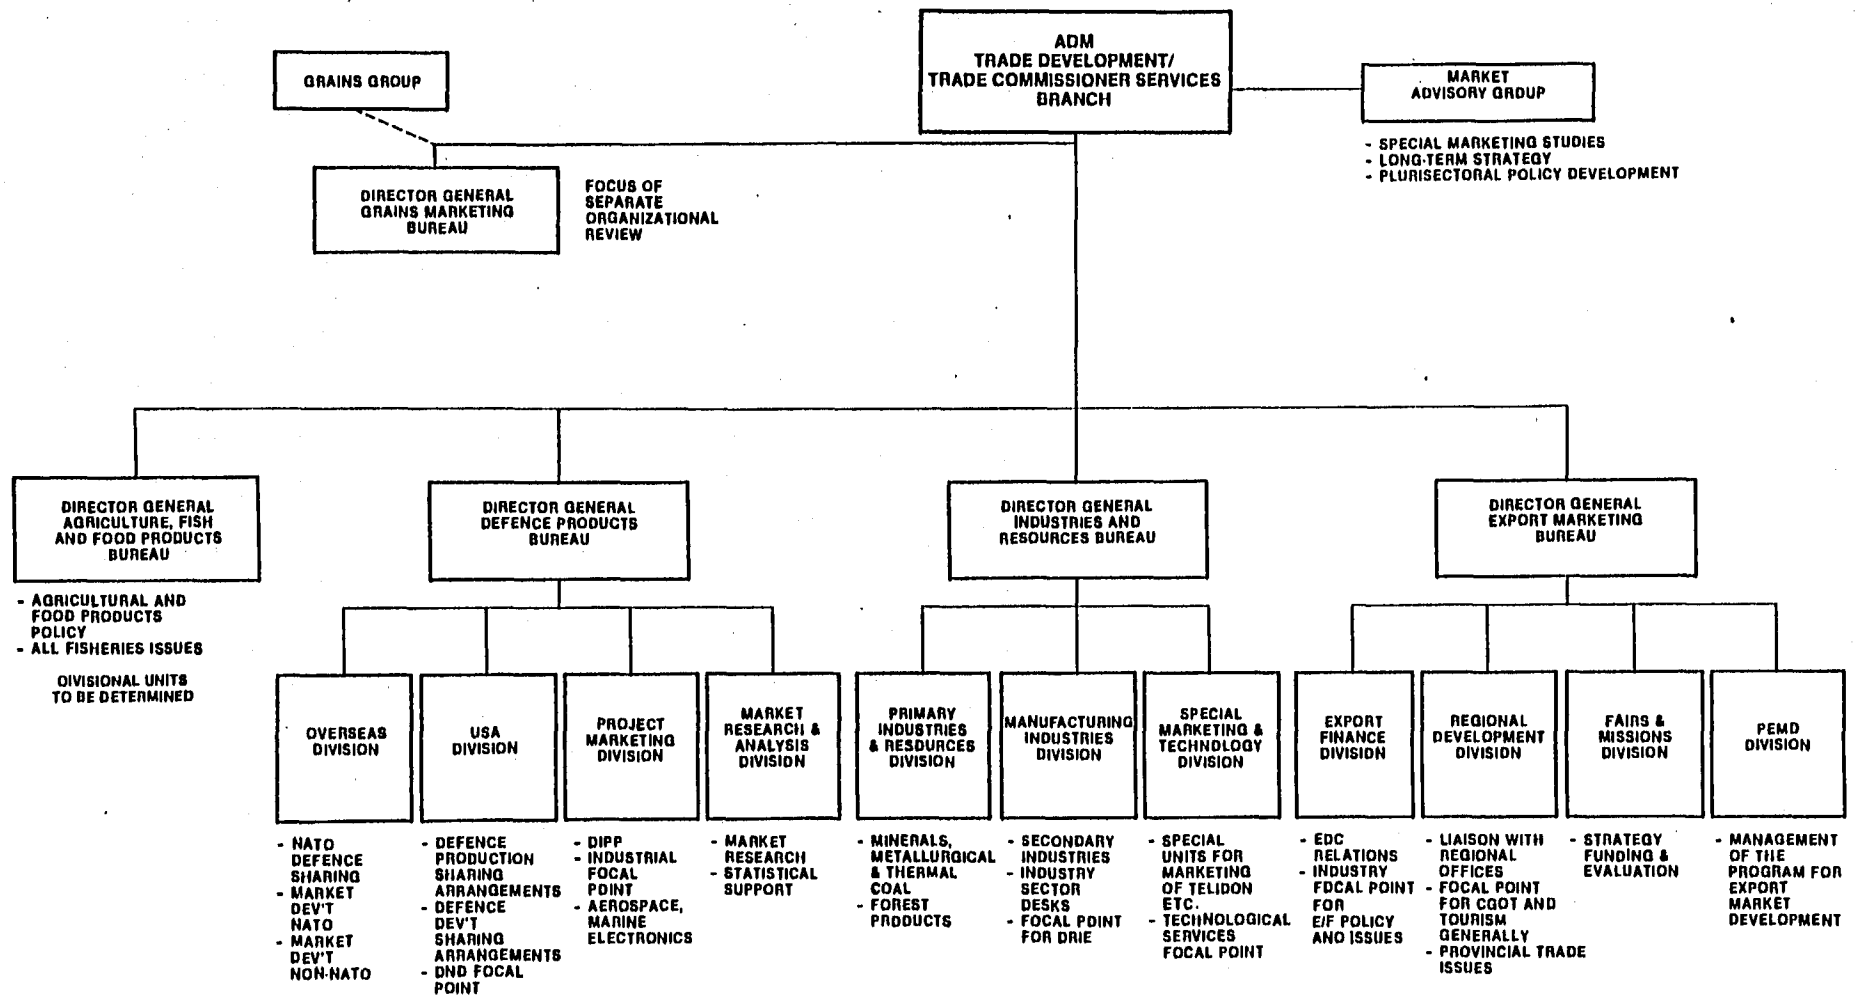 ADM
TRADE DEVELOPMENT/
TRADE COMMISSIONER SERVICES
BRANCH
GRAINS GROUP
MARKET
ADVISORY GROUP
- SPECIAL MARKETING STUDIES
- LONG-TERM STRATEGY
- PLURISECTORAL POLICY DEVELOPMENT
DIRECTOR GENERAL
GRAINS MARKETING
BUREAU
FOCUS OF
SEPARATE
ORGANIZATIONAL
REVIEW
DIRECTOR GENERAL
AGRICULTURE, FISH
AND FOOD PRODUCTS
BUREAU
- AGRICULTURAL AND
FOOD PRODUCTS
POLICY
- ALL FISHERIES ISSUES
DIVISIONAL UNITS
TO BE DETERMINED
DIRECTOR GENERAL
DEFENCE PRODUCTS
BUREAU
DIRECTOR GENERAL
INDUSTRIES AND
RESOURCES BUREAU
DIRECTOR GENERAL
EXPORT MARKETING
BUREAU
OVERSEAS
DIVISION
- NATO
DEFENCE
SHARING
- MARKET
DEV'T
NATO
- MARKET
DEV'T
NON-NATO
USA
DIVISION
- DEFENCE
PRODUCTION
SHARING
ARRANGEMENTS
- DEFENCE
DEV'T
SHARING
ARRANGEMENTS
- DND FOCAL
POINT
PROJECT
MARKETING
DIVISION
- DIPP
- INDUSTRIAL
FOCAL
POINT
- AEROSPACE,
MARINE
ELECTRONICS
MARKET
RESEARCH &
ANALYSIS
DIVISION
- MARKET
RESEARCH
- STATISTICAL
SUPPORT
PRIMARY
INDUSTRIES
& RESOURCES
DIVISION
- MINERALS,
METALLURGICAL
& THERMAL
COAL
- FOREST
PRODUCTS
MANUFACTURING
INDUSTRIES
DIVISION
- SECONDARY
INDUSTRIES
- INDUSTRY
SECTOR
DESKS
- FOCAL POINT
FOR DRIE
SPECIAL
MARKETING &
TECHNOLOGY
DIVISION
- SPECIAL
UNITS FOR
MARKETING
OF TELIDON
ETC.
- TECHNOLOGICAL
SERVICES
FOCAL POINT
EXPORT
FINANCE
DIVISION
- EDC
RELATIONS
- INDUSTRY
FOCAL POINT
FOR
E/F POLICY
AND ISSUES
REGIONAL
DEVELOPMENT
DIVISION
- LIAISON WITH
REGIONAL
OFFICES
- FOCAL POINT
FOR CGOT AND
TOURISM
GENERALLY
- PROVINCIAL TRADE
ISSUES
FAIRS &
MISSIONS
DIVISION
- STRATEGY
FUNDING &
EVALUATION
PEMD
DIVISION
- MANAGEMENT
OF THE
PROGRAM FOR
EXPORT
MARKET
DEVELOPMENT